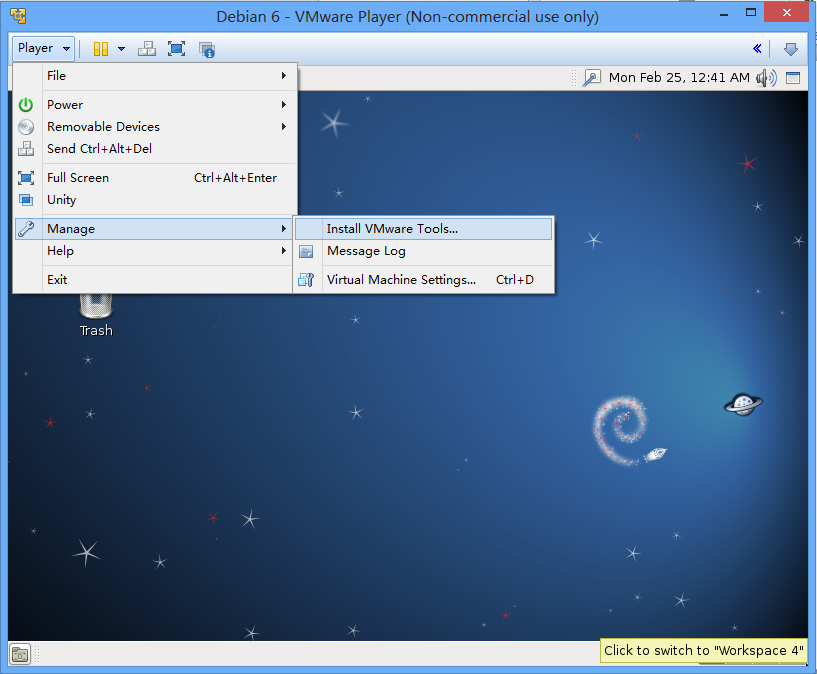 Debian 6 - VMware Player (Non-commercial use only)
Player
File
Mon Feb 25, 12:41 AM
Power
Removable Devices
Send Ctrl+Alt+Del
Full Screen Ctrl+Alt+Enter
Unity
Manage
Install VMware Tools...
Help
Message Log
Exit
Virtual Machine Settings... Ctrl+D
Trash
Click to switch to "Workspace 4"